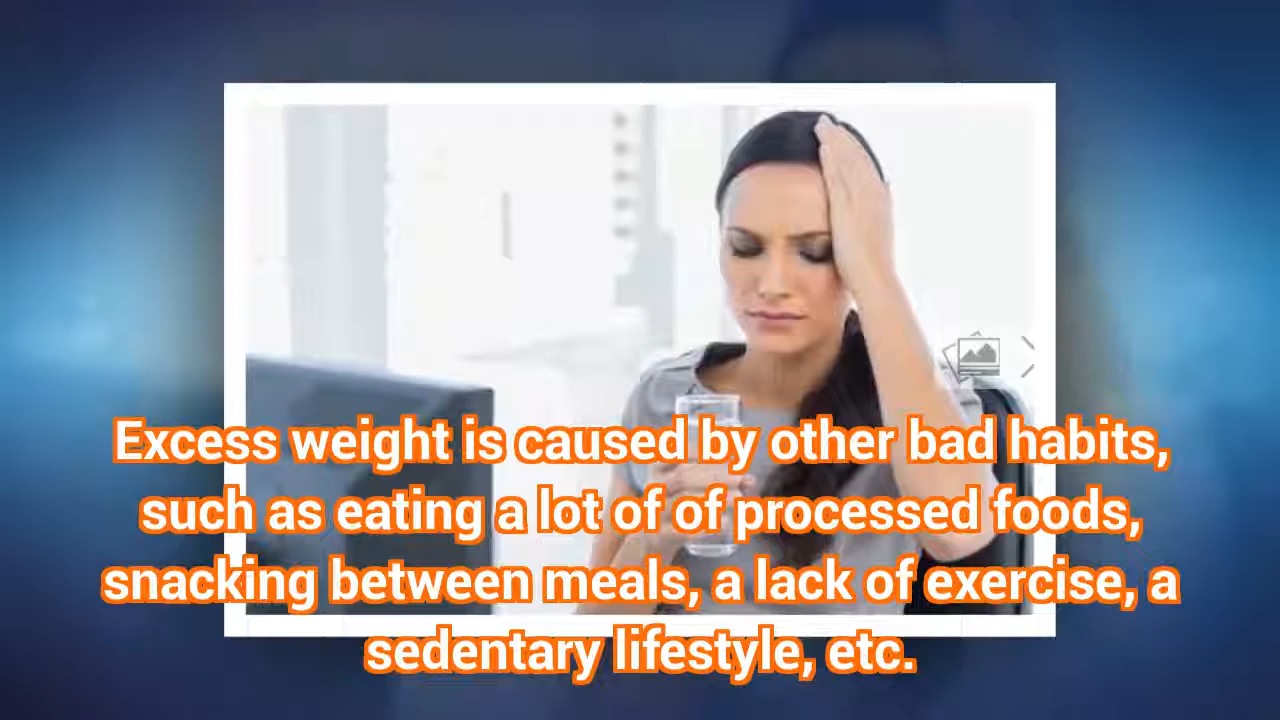 Excess weight is caused by other bad habits,
such as eating a lot of of processed foods,
snacking between meals, a lack of exercise, a
sedentary lifestyle, etc.